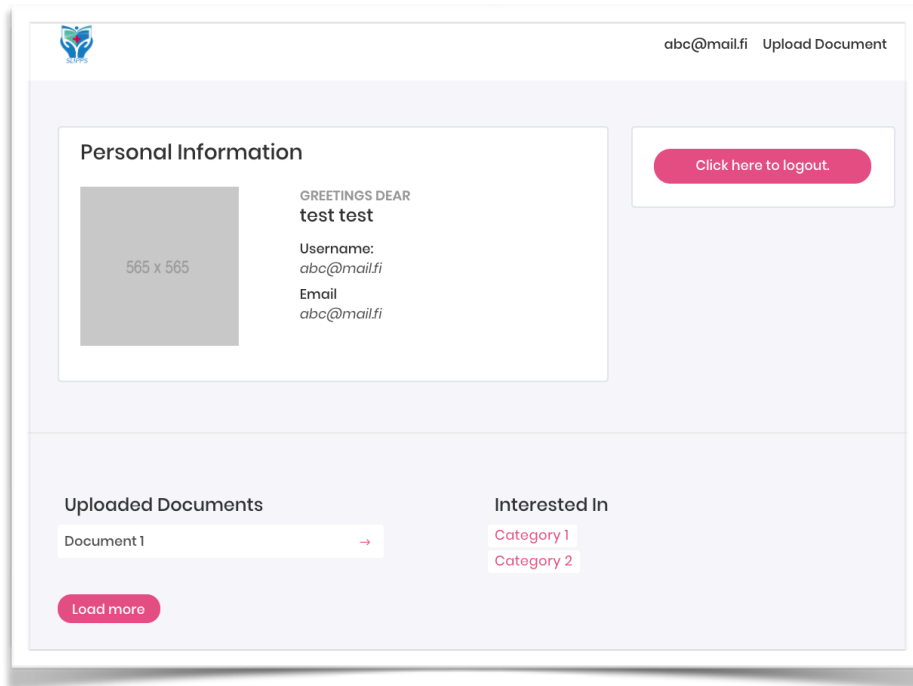 SLIPPS
abc@mail.fi Upload Document
Personal Information
565 x 565
GREETINGS DEAR
test test
Username:
abc@mail.fi
Email
abc@mail.fi
Click here to logout.
Uploaded Documents
Document 1 →
Load more
Interested In
Category 1
Category 2